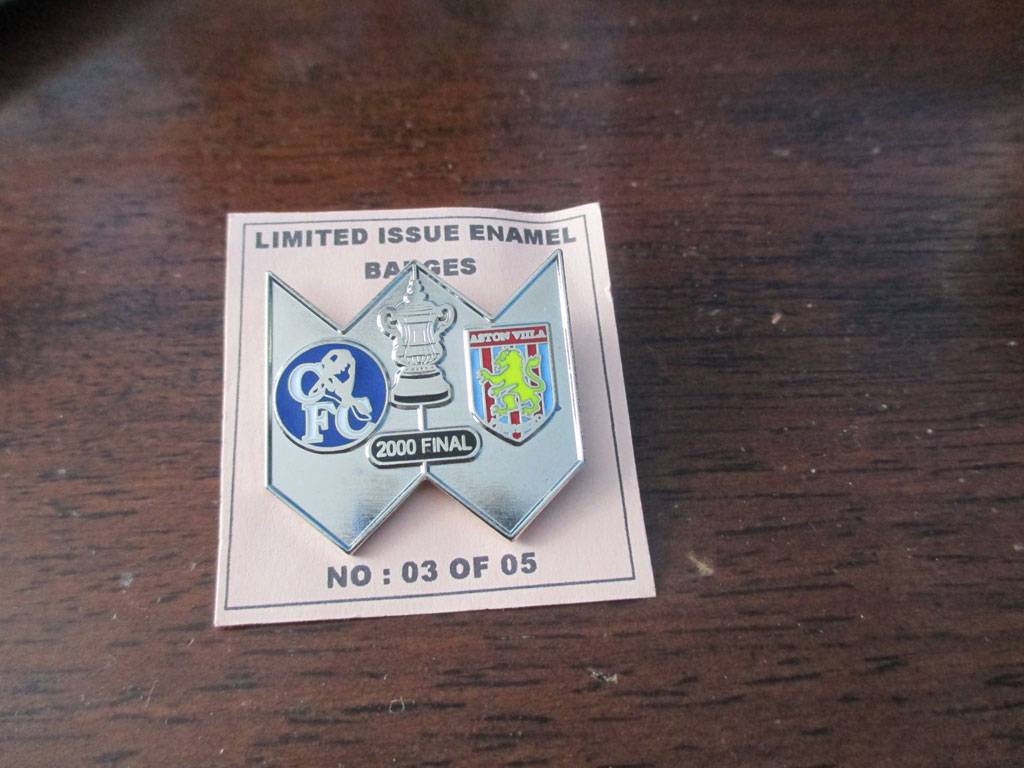 LIMITED ISSUE ENAMEL
BADGES
CFC
ASTON VILLA
2000 FINAL
NO : 03 OF 05